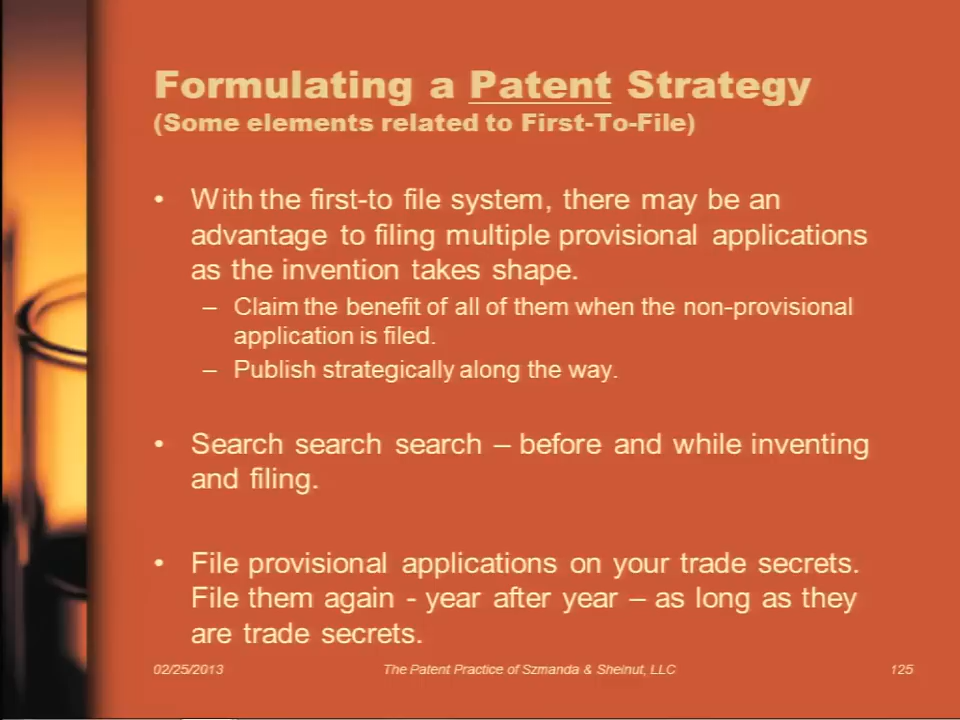 Formulating a Patent Strategy
(Some elements related to First-To-File)
• With the first-to file system, there may be an
advantage to filing multiple provisional applications
as the invention takes shape.
– Claim the benefit of all of them when the non-provisional
application is filed.
– Publish strategically along the way.
• Search search search – before and while inventing
and filing.
• File provisional applications on your trade secrets.
File them again - year after year – as long as they
are trade secrets.
02/25/2013 The Patent Practice of Szmanda & Shelnut, LLC 125